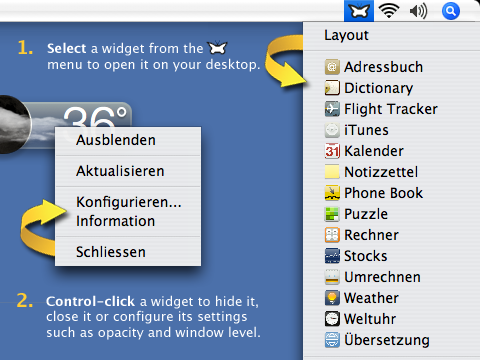 Layout
1. Select a widget from the
menu to open it on your desktop.
36°
Ausblenden
Aktualisieren
Konfigurieren...
Information
Schliessen
2. Control-click a widget to hide it,
close it or configure its settings
such as opacity and window level.
Adressbuch
Dictionary
Flight Tracker
iTunes
31 Kalender
Notizzettel
Phone Book
Puzzle
Rechner
Stocks
Umrechnen
Weather
Weltuhr
Übersetzung